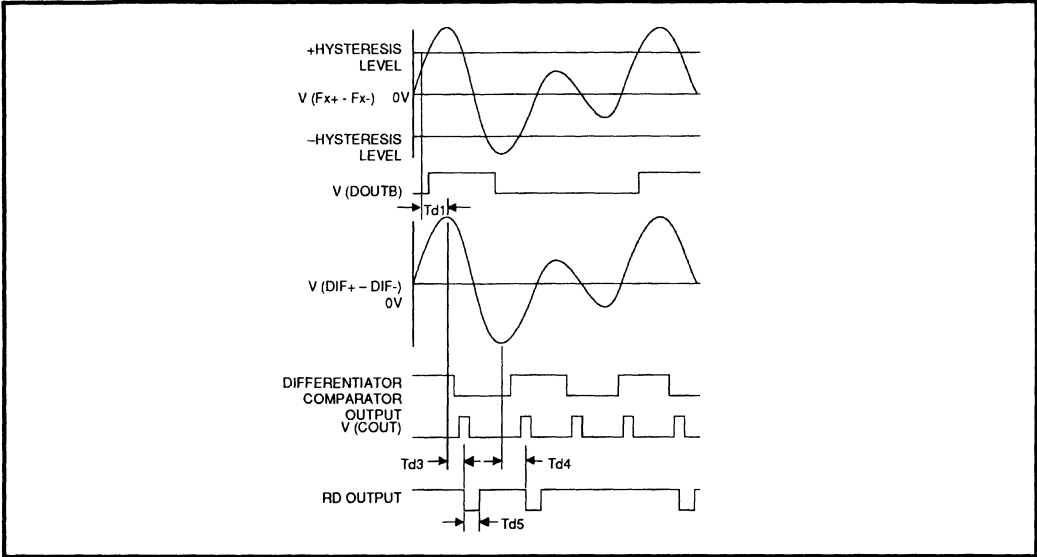 +HYSTERESIS
LEVEL
V (Fx+ - Fx-) 0V
–HYSTERESIS
LEVEL
V (DOUTB)
Td1
V (DIF+ – DIF-)
0V
DIFFERENTIATOR
COMPARATOR
OUTPUT
V (COUT)
Td3
Td4
RD OUTPUT
Td5